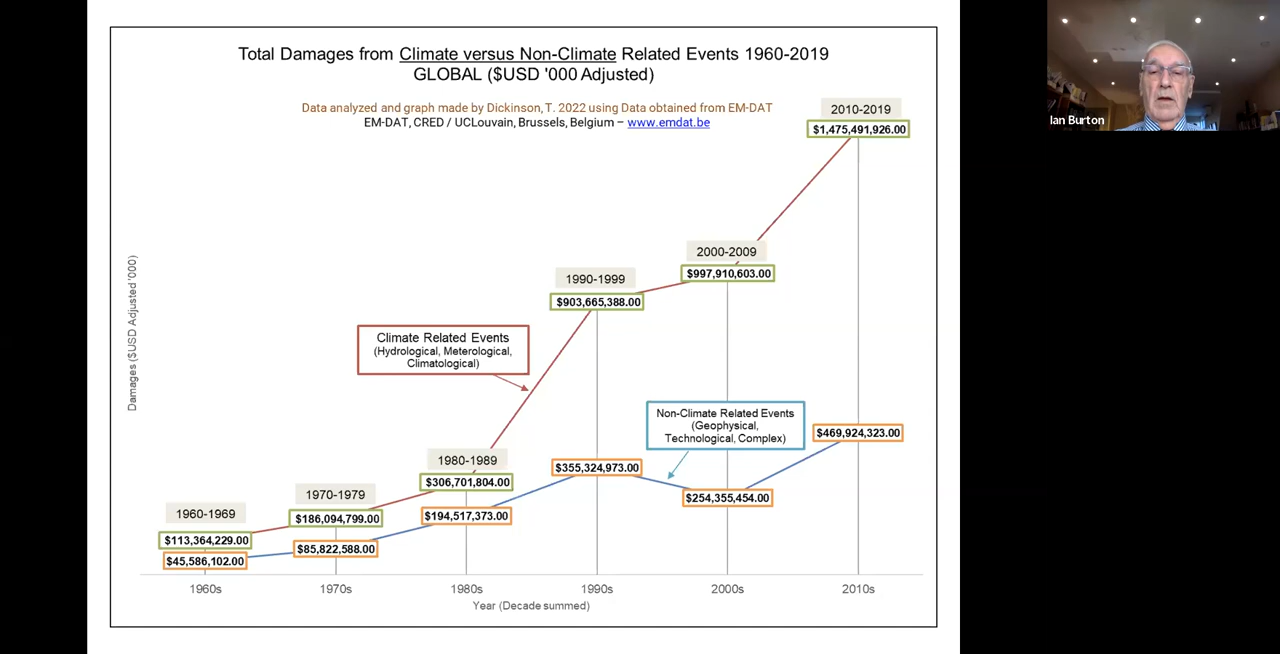 Total Damages from Climate versus Non-Climate Related Events 1960-2019
GLOBAL ($USD '000 Adjusted)
Data analyzed and graph made by Dickinson, T. 2022 using Data obtained from EM-DAT
EM-DAT, CRED / UCLouvain, Brussels, Belgium – www.emdat.be
2010-2019
$1,475,491,926.00
Ian Burton
2000-2009
$997,910,603.00
1990-1999
$903,665,388.00
Climate Related Events
(Hydrological, Meterological,
Climatological)
Damages ($USD Adjusted '000)
Non-Climate Related Events
(Geophysical,
Technological, Complex)
$469,924,323.00
1980-1989
$306,701,804.00
$355,324,973.00
$254,355,454.00
1970-1979
$186,094,799.00
$194,517,373.00
1960-1969
$113,364,229.00
$85,822,588.00
$45,586,102.00
1960s 1970s 1980s 1990s 2000s 2010s
Year (Decade summed)